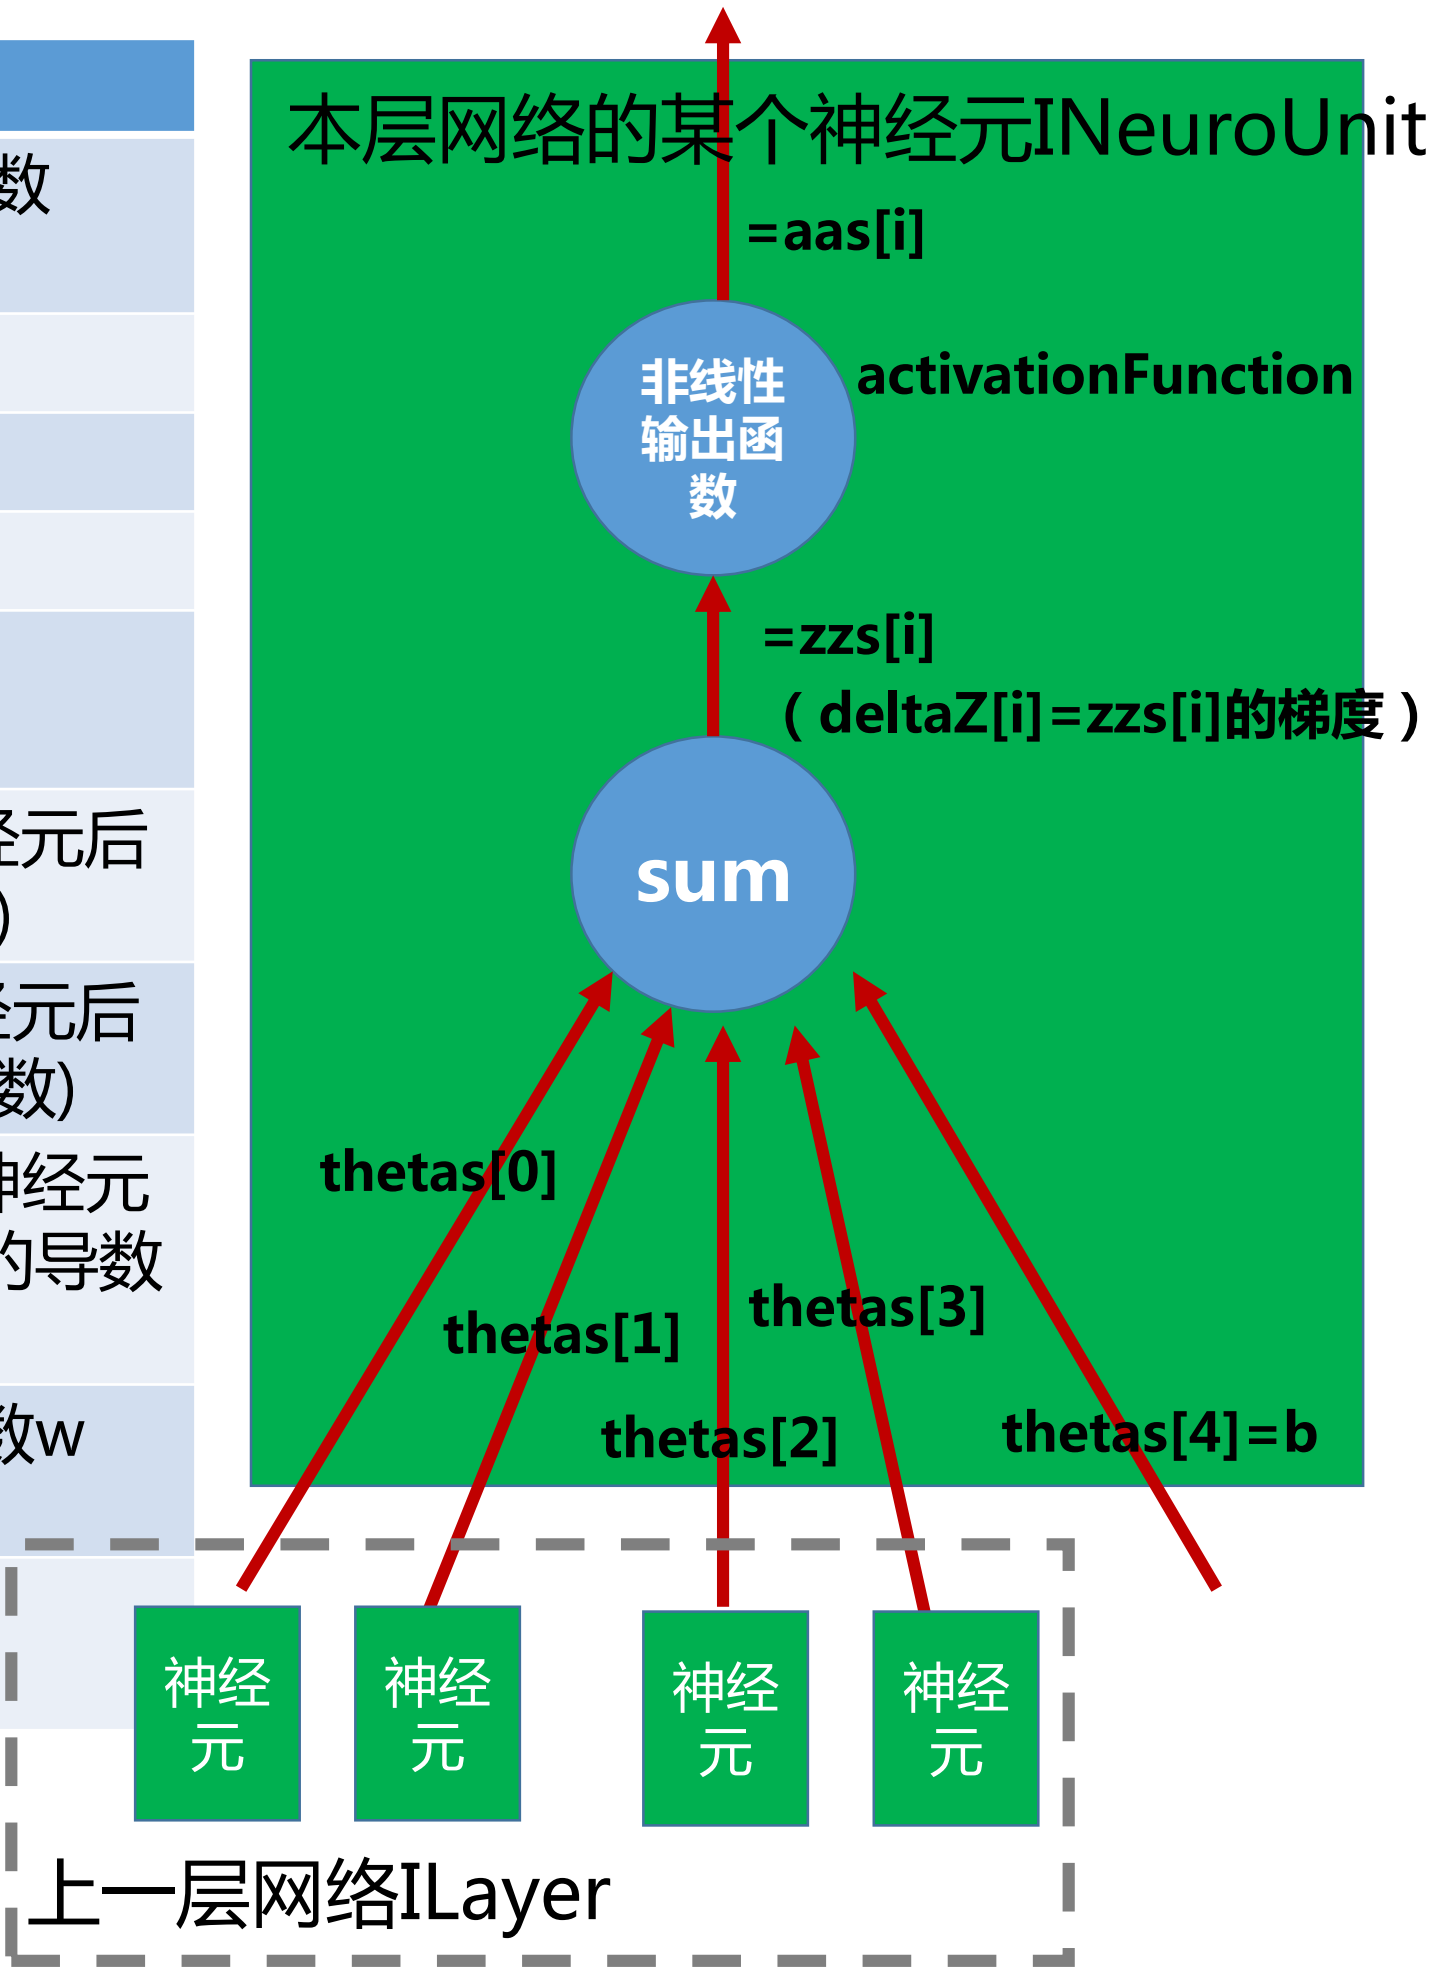 数
经元后
)
经元后
数)
神经元
的导数
数w
本层网络的某个神经元INeuroUnit
=aas[i]
非线性
输出函
数
activationFunction
=zzs[i]
（deltaZ[i]=zzs[i]的梯度）
sum
thetas[0]
thetas[1]
thetas[2]
thetas[3]
thetas[4]=b
神经
元
神经
元
神经
元
神经
元
上一层网络ILayer